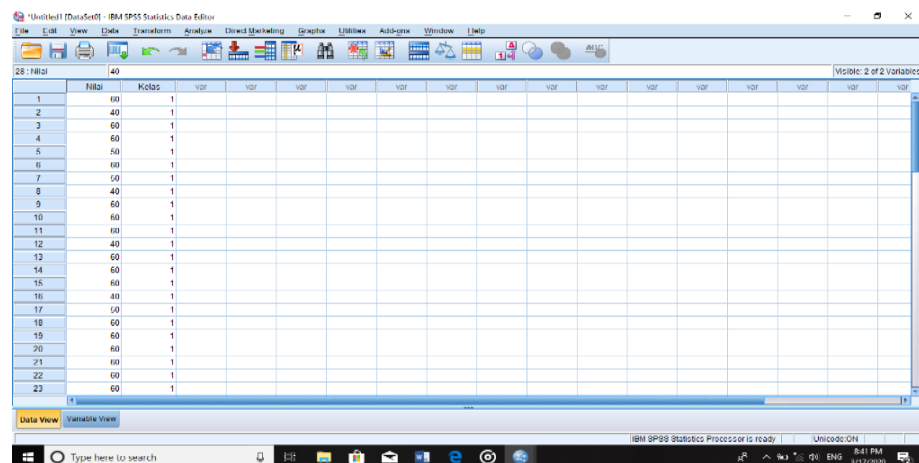 *Untitled1 [DataSet0] - IBM SPSS Statistics Data Editor
File Edit View Data Transform Analyze Direct Marketing Graphs Utilities Add-ons Window Help
28 : Nilai 40 Visible: 2 of 2 Variables
Nilai Kelas var var var var var var var var var var var var var
1 60 1
2 40 1
3 60 1
4 60 1
5 50 1
6 60 1
7 50 1
8 40 1
9 60 1
10 60 1
11 60 1
12 40 1
13 60 1
14 60 1
15 60 1
16 40 1
17 50 1
18 60 1
19 60 1
20 60 1
21 60 1
22 60 1
23 60 1
Data View Variable View
IBM SPSS Statistics Processor is ready Unicode:ON
Type here to search ENG 8:41 PM
3/17/2020